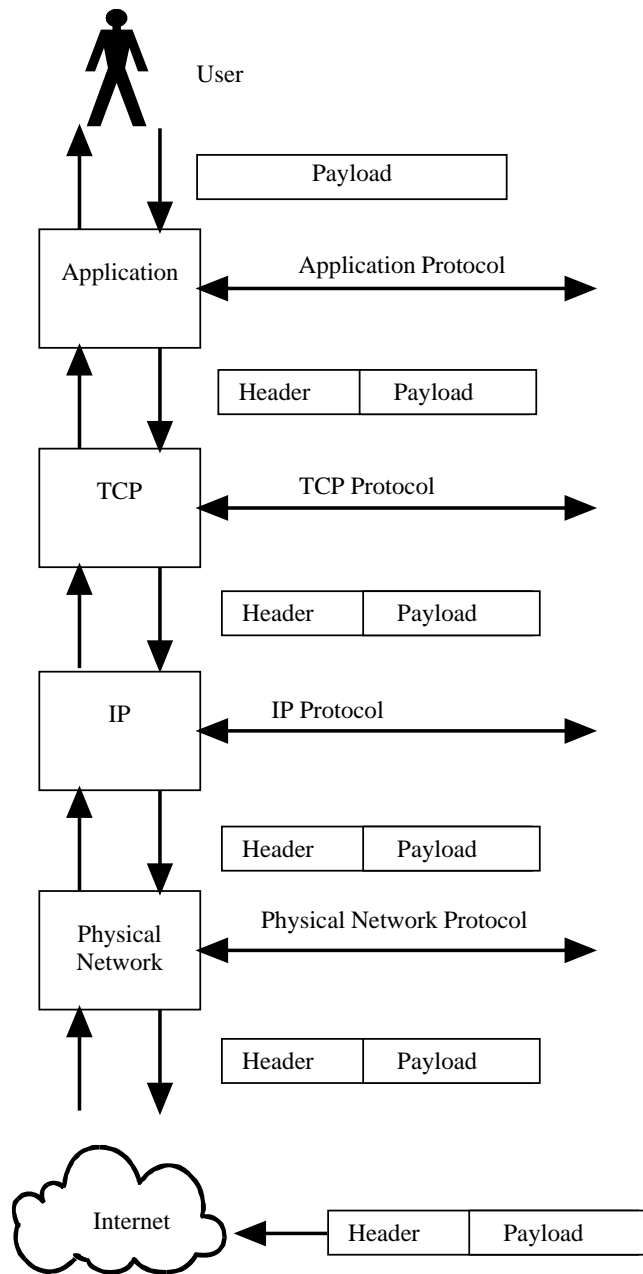 User
Payload
Application
Application Protocol
Header Payload
TCP
TCP Protocol
Header Payload
IP
IP Protocol
Header Payload
Physical
Network
Physical Network Protocol
Header Payload
Internet
Header Payload